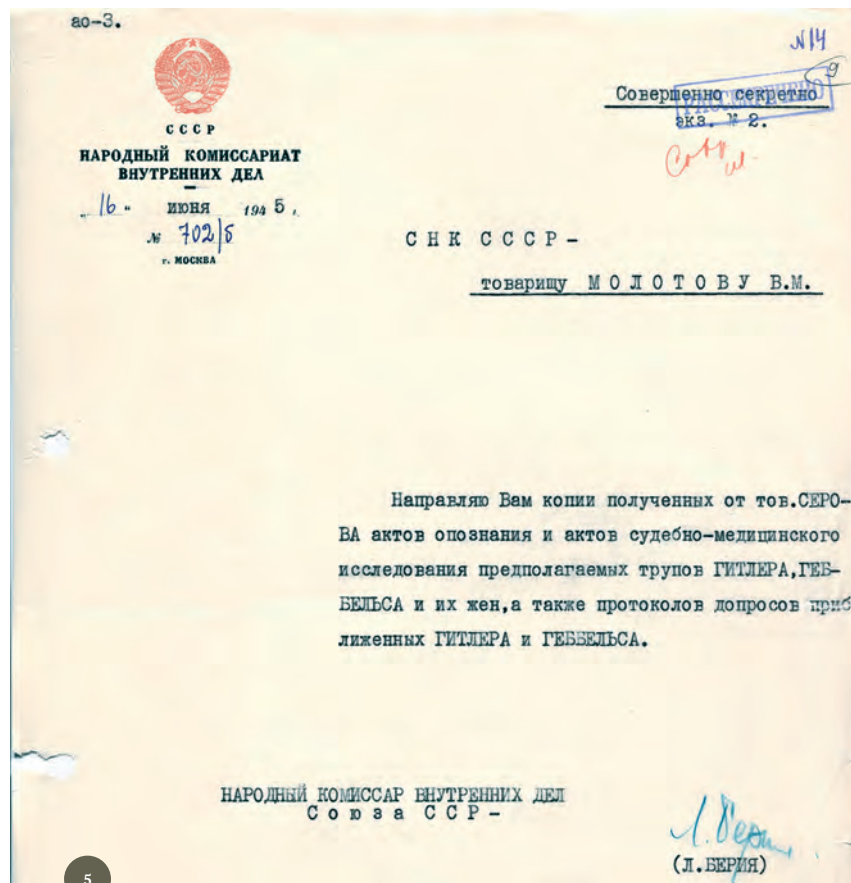 ао-3.
№14
9
Совершенно секретно
РАССЕКРЕЧЕНО
экз. № 2.
СССР
НАРОДНЫЙ КОМИССАРИАТ
ВНУТРЕННИХ ДЕЛ
„16“ июня 1945,
№ 702/б
г. МОСКВА
СНК СССР-
товарищу МОЛОТОВУ В.М.
Направляю Вам копии полученных от тов.СЕРО-
ВА актов опознания и актов судебно-медицинского
исследования предполагаемых трупов ГИТЛЕРА,ГЕБ-
БЕЛЬСА и их жен,а также протоколов допросов приб
лиженных ГИТЛЕРА и ГЕББЕЛЬСА.
НАРОДНЫЙ КОМИССАР ВНУТРЕННИХ ДЕЛ
Союза ССР-
Л.Берия
(Л.БЕРИЯ)
5